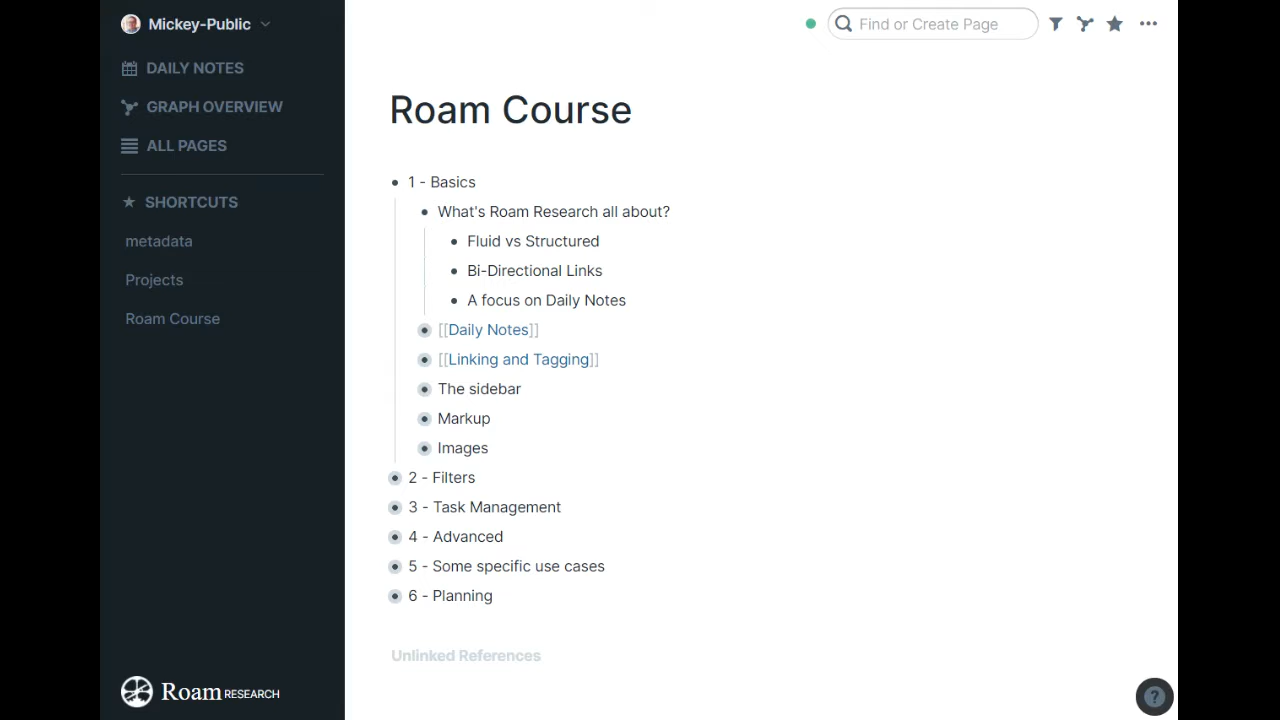 Mickey-Public
DAILY NOTES
GRAPH OVERVIEW
ALL PAGES
SHORTCUTS
metadata
Projects
Roam Course
Roam RESEARCH
Find or Create Page
Roam Course
1 - Basics
What's Roam Research all about?
Fluid vs Structured
Bi-Directional Links
A focus on Daily Notes
[[Daily Notes]]
[[Linking and Tagging]]
The sidebar
Markup
Images
2 - Filters
3 - Task Management
4 - Advanced
5 - Some specific use cases
6 - Planning
Unlinked References
?